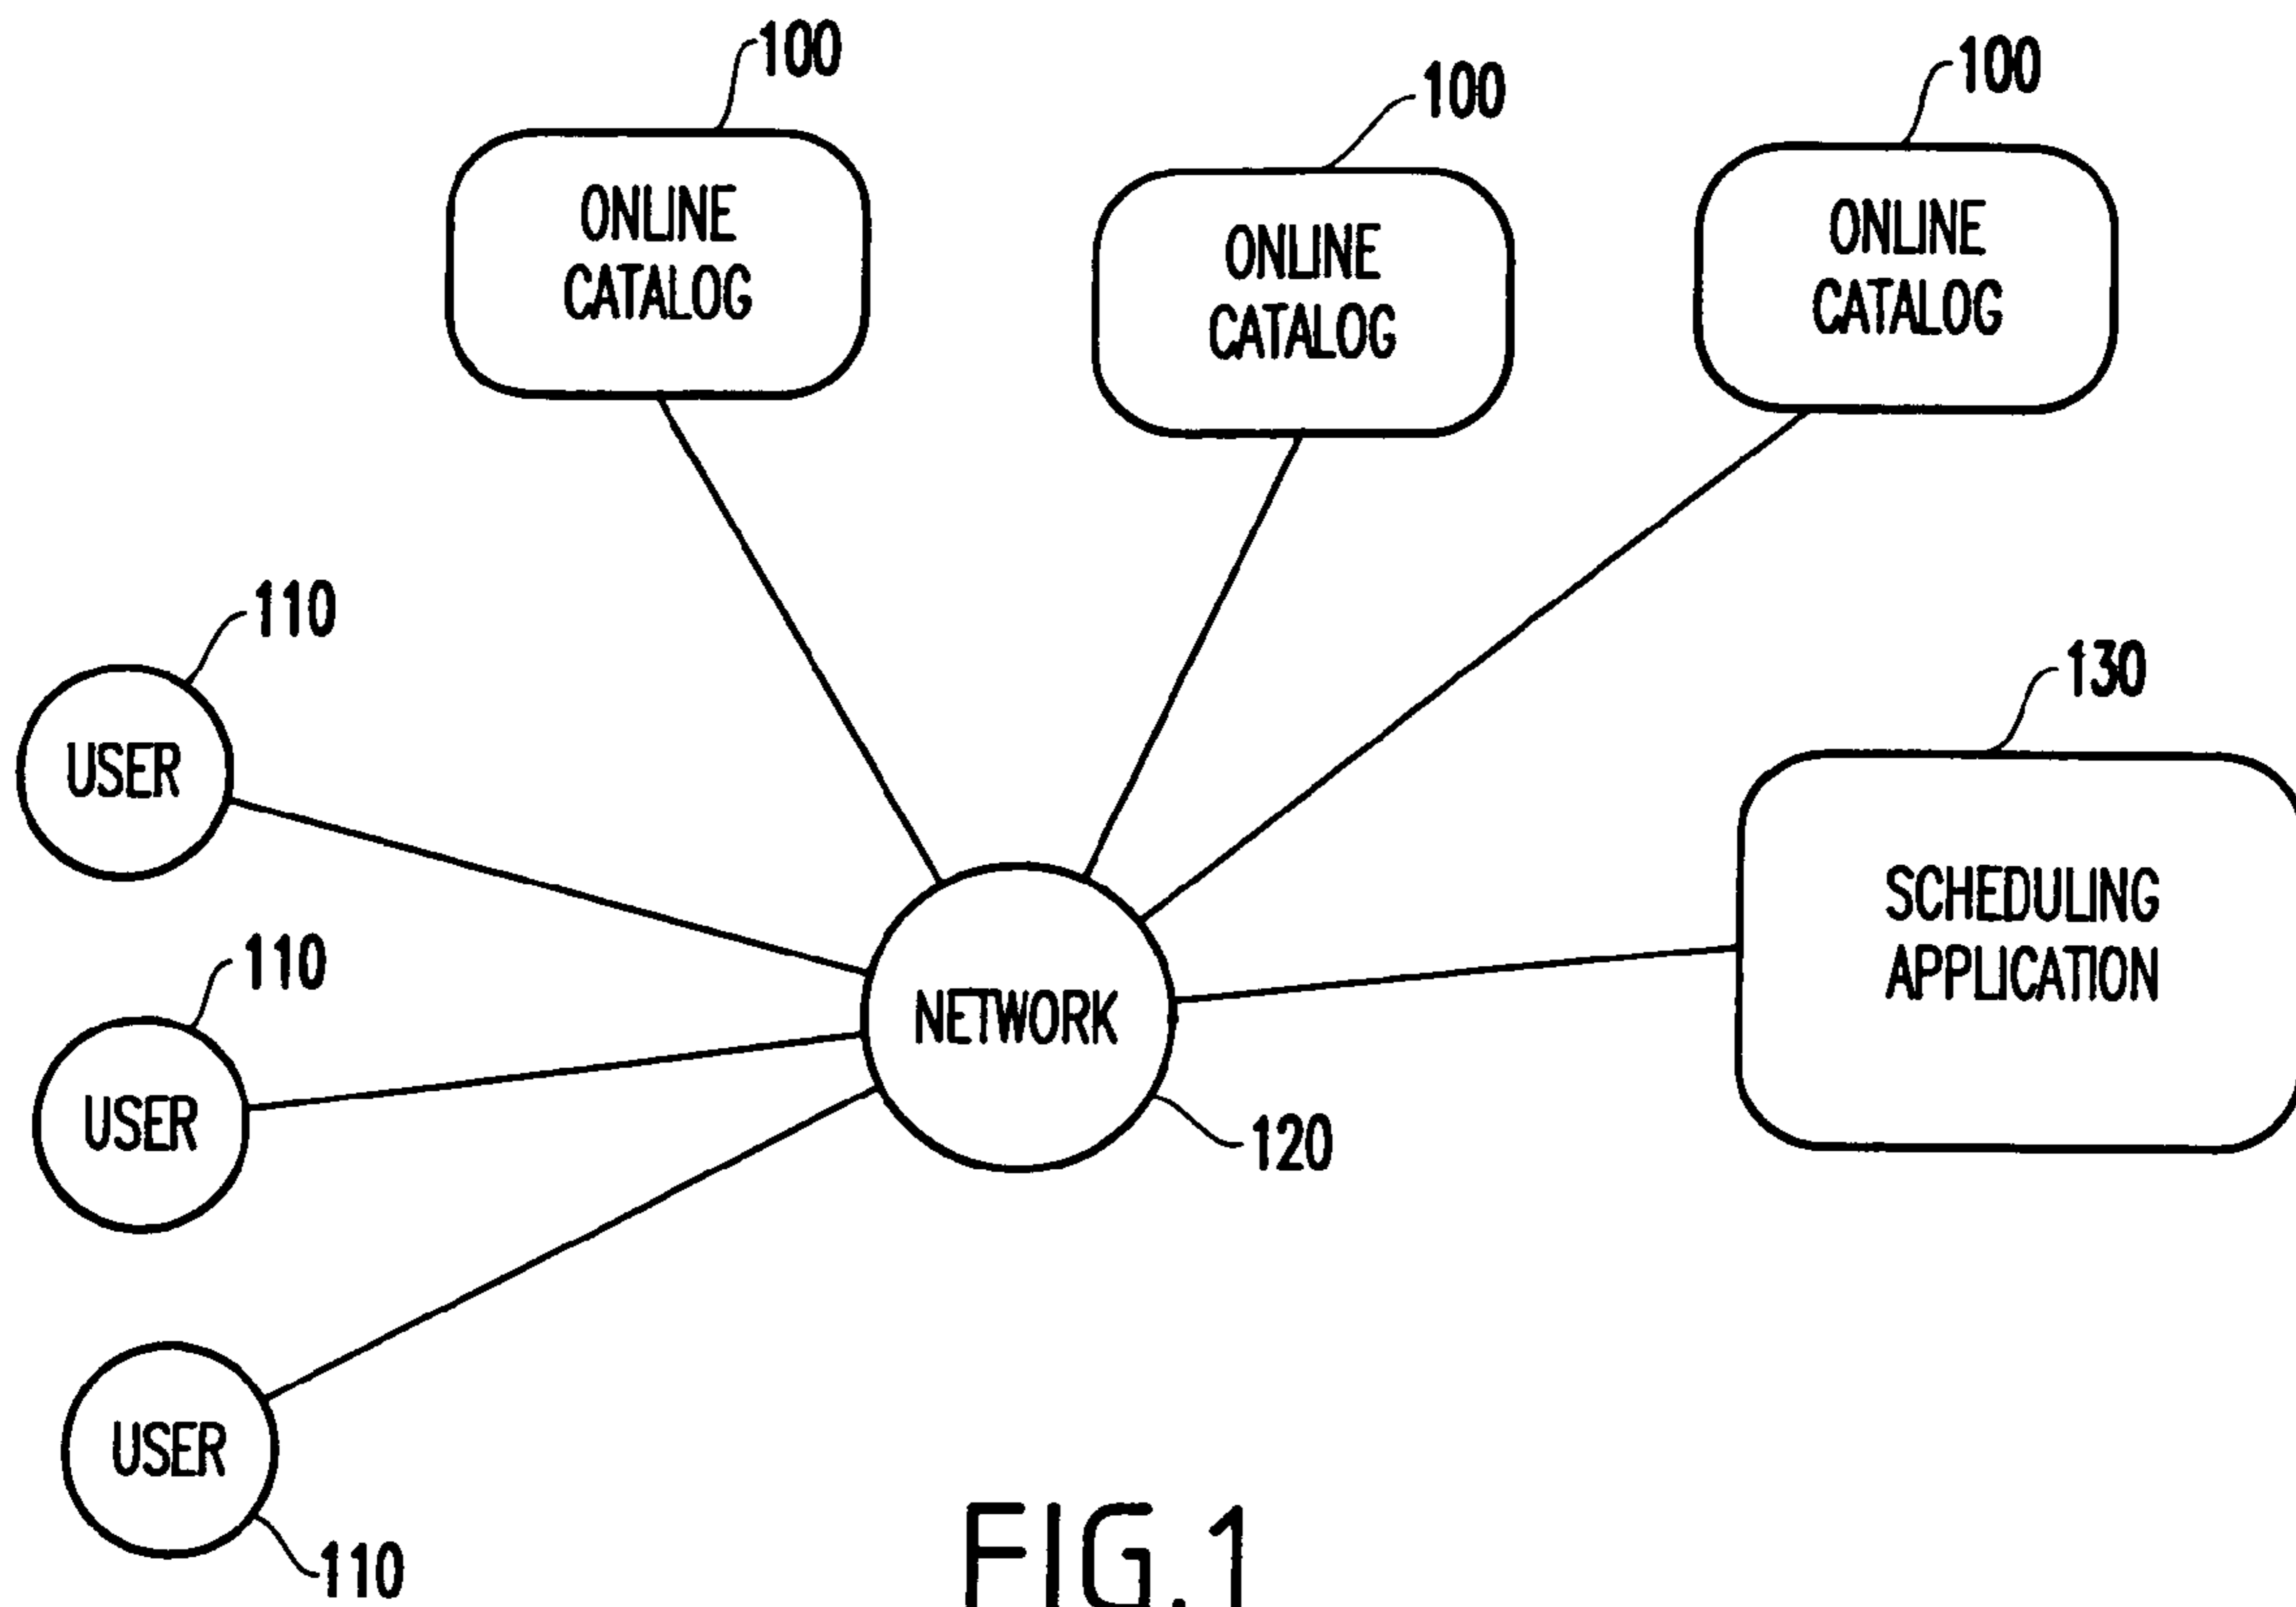 100
100
100
ONLINE
CATALOG
ONLINE
CATALOG
ONLINE
CATALOG
110
USER
130
SCHEDULING
APPLICATION
110
USER
NETWORK
120
USER
110
FIG.1